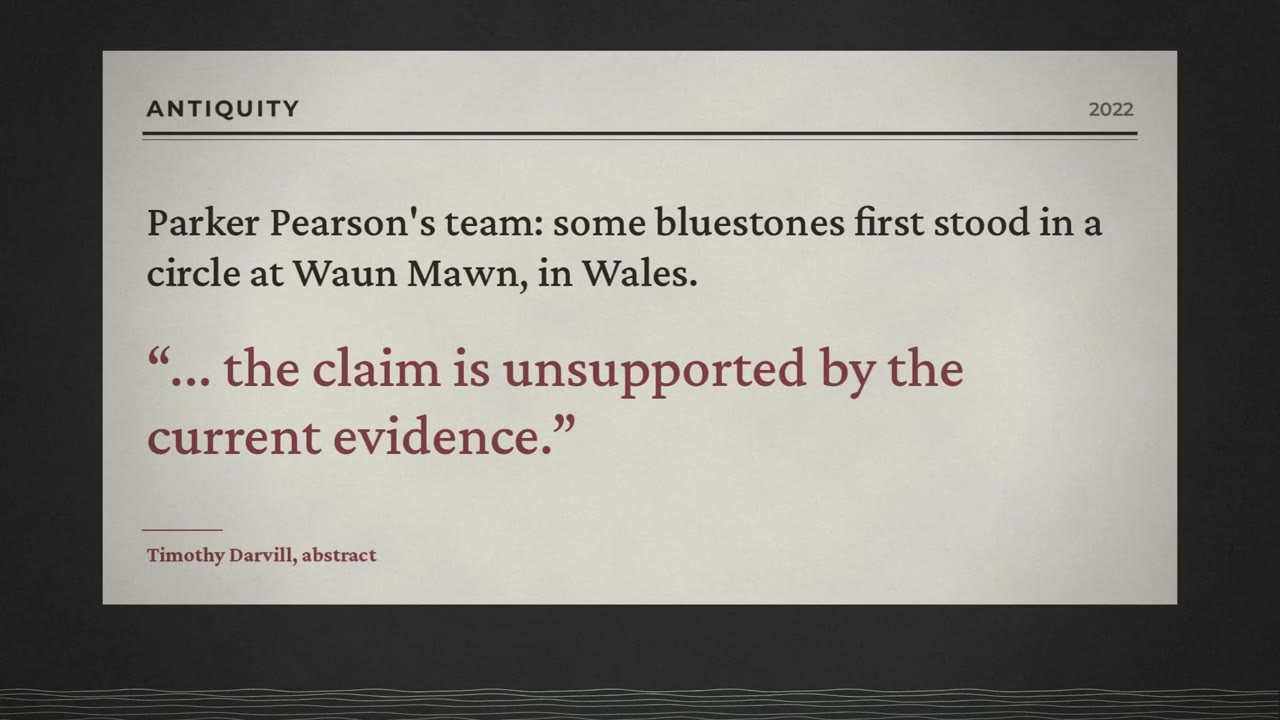 ANTIQUITY 2022
Parker Pearson's team: some bluestones first stood in a
circle at Waun Mawn, in Wales.
“... the claim is unsupported by the
current evidence.”
Timothy Darvill, abstract